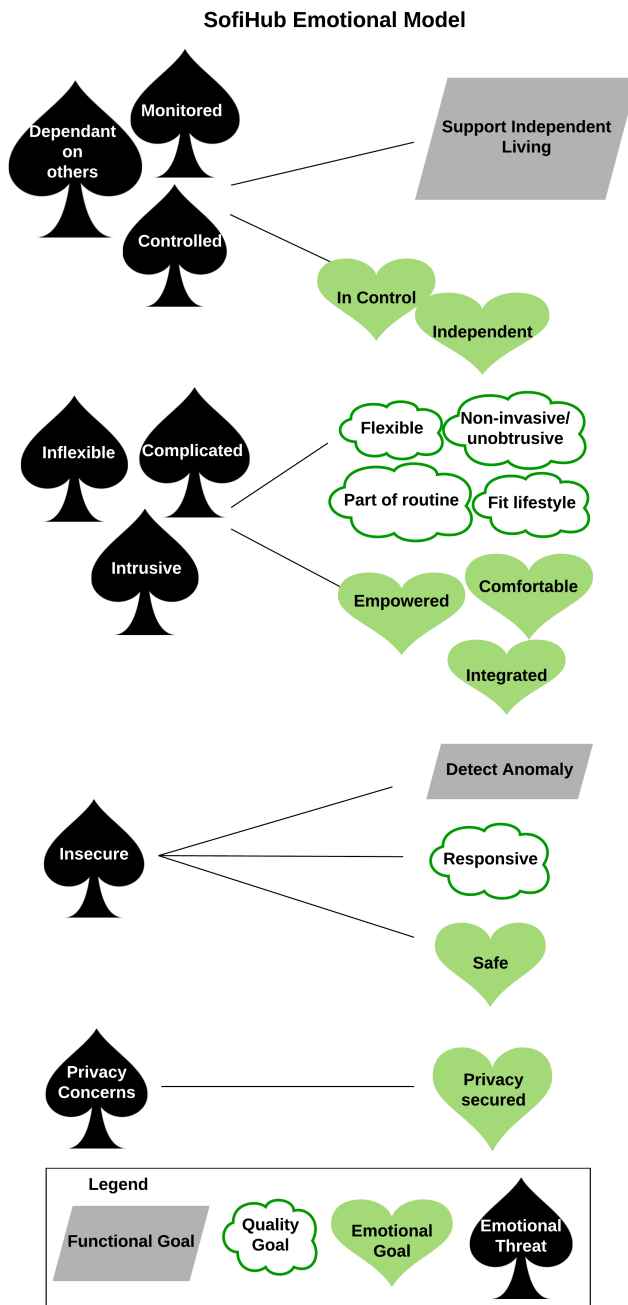 SofiHub Emotional Model
Monitored
Dependant
on
others
Controlled
Support Independent
Living
In Control
Independent
Inflexible
Complicated
Intrusive
Flexible
Non-invasive/
unobtrusive
Part of routine
Fit lifestyle
Empowered
Comfortable
Integrated
Insecure
Detect Anomaly
Responsive
Safe
Privacy
Concerns
Privacy
secured
Legend
Functional Goal
Quality
Goal
Emotional
Goal
Emotional
Threat